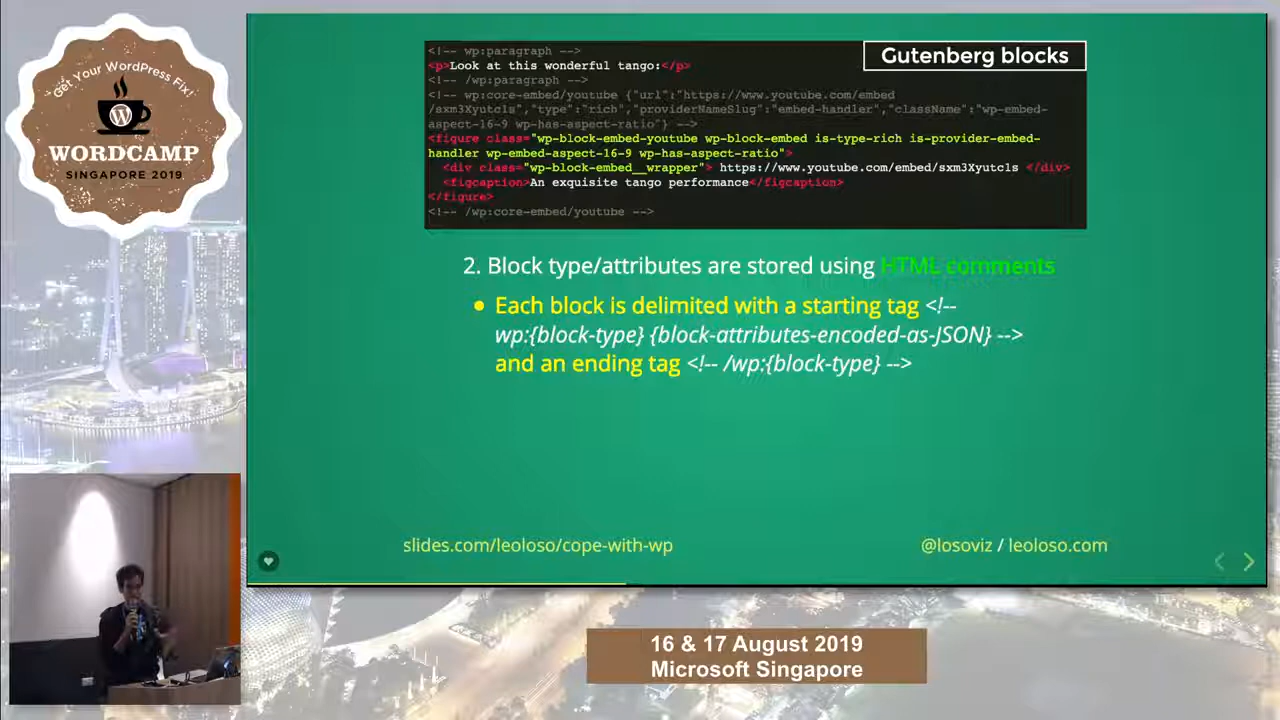 Get Your WordPress Fix!
WORDCAMP
SINGAPORE 2019
Gutenberg blocks
<!-- wp:paragraph -->
<p>Look at this wonderful tango:</p>
<!-- /wp:paragraph -->
<!-- wp:core-embed/youtube {"url":"https://www.youtube.com/embed
/sxm3Xyutc1s","type":"rich","providerNameSlug":"embed-handler","className":"wp-embed-
aspect-16-9 wp-has-aspect-ratio"} -->
<figure class="wp-block-embed-youtube wp-block-embed is-type-rich is-provider-embed-
handler wp-embed-aspect-16-9 wp-has-aspect-ratio">
<div class="wp-block-embed__wrapper"> https://www.youtube.com/embed/sxm3Xyutc1s </div>
<figcaption>An exquisite tango performance</figcaption>
</figure>
<!-- /wp:core-embed/youtube -->
2. Block type/attributes are stored using HTML comments
• Each block is delimited with a starting tag <!--
wp:{block-type} {block-attributes-encoded-as-JSON} -->
and an ending tag <!-- /wp:{block-type} -->
slides.com/leoloso/cope-with-wp
@losoviz / leoloso.com
16 & 17 August 2019
Microsoft Singapore